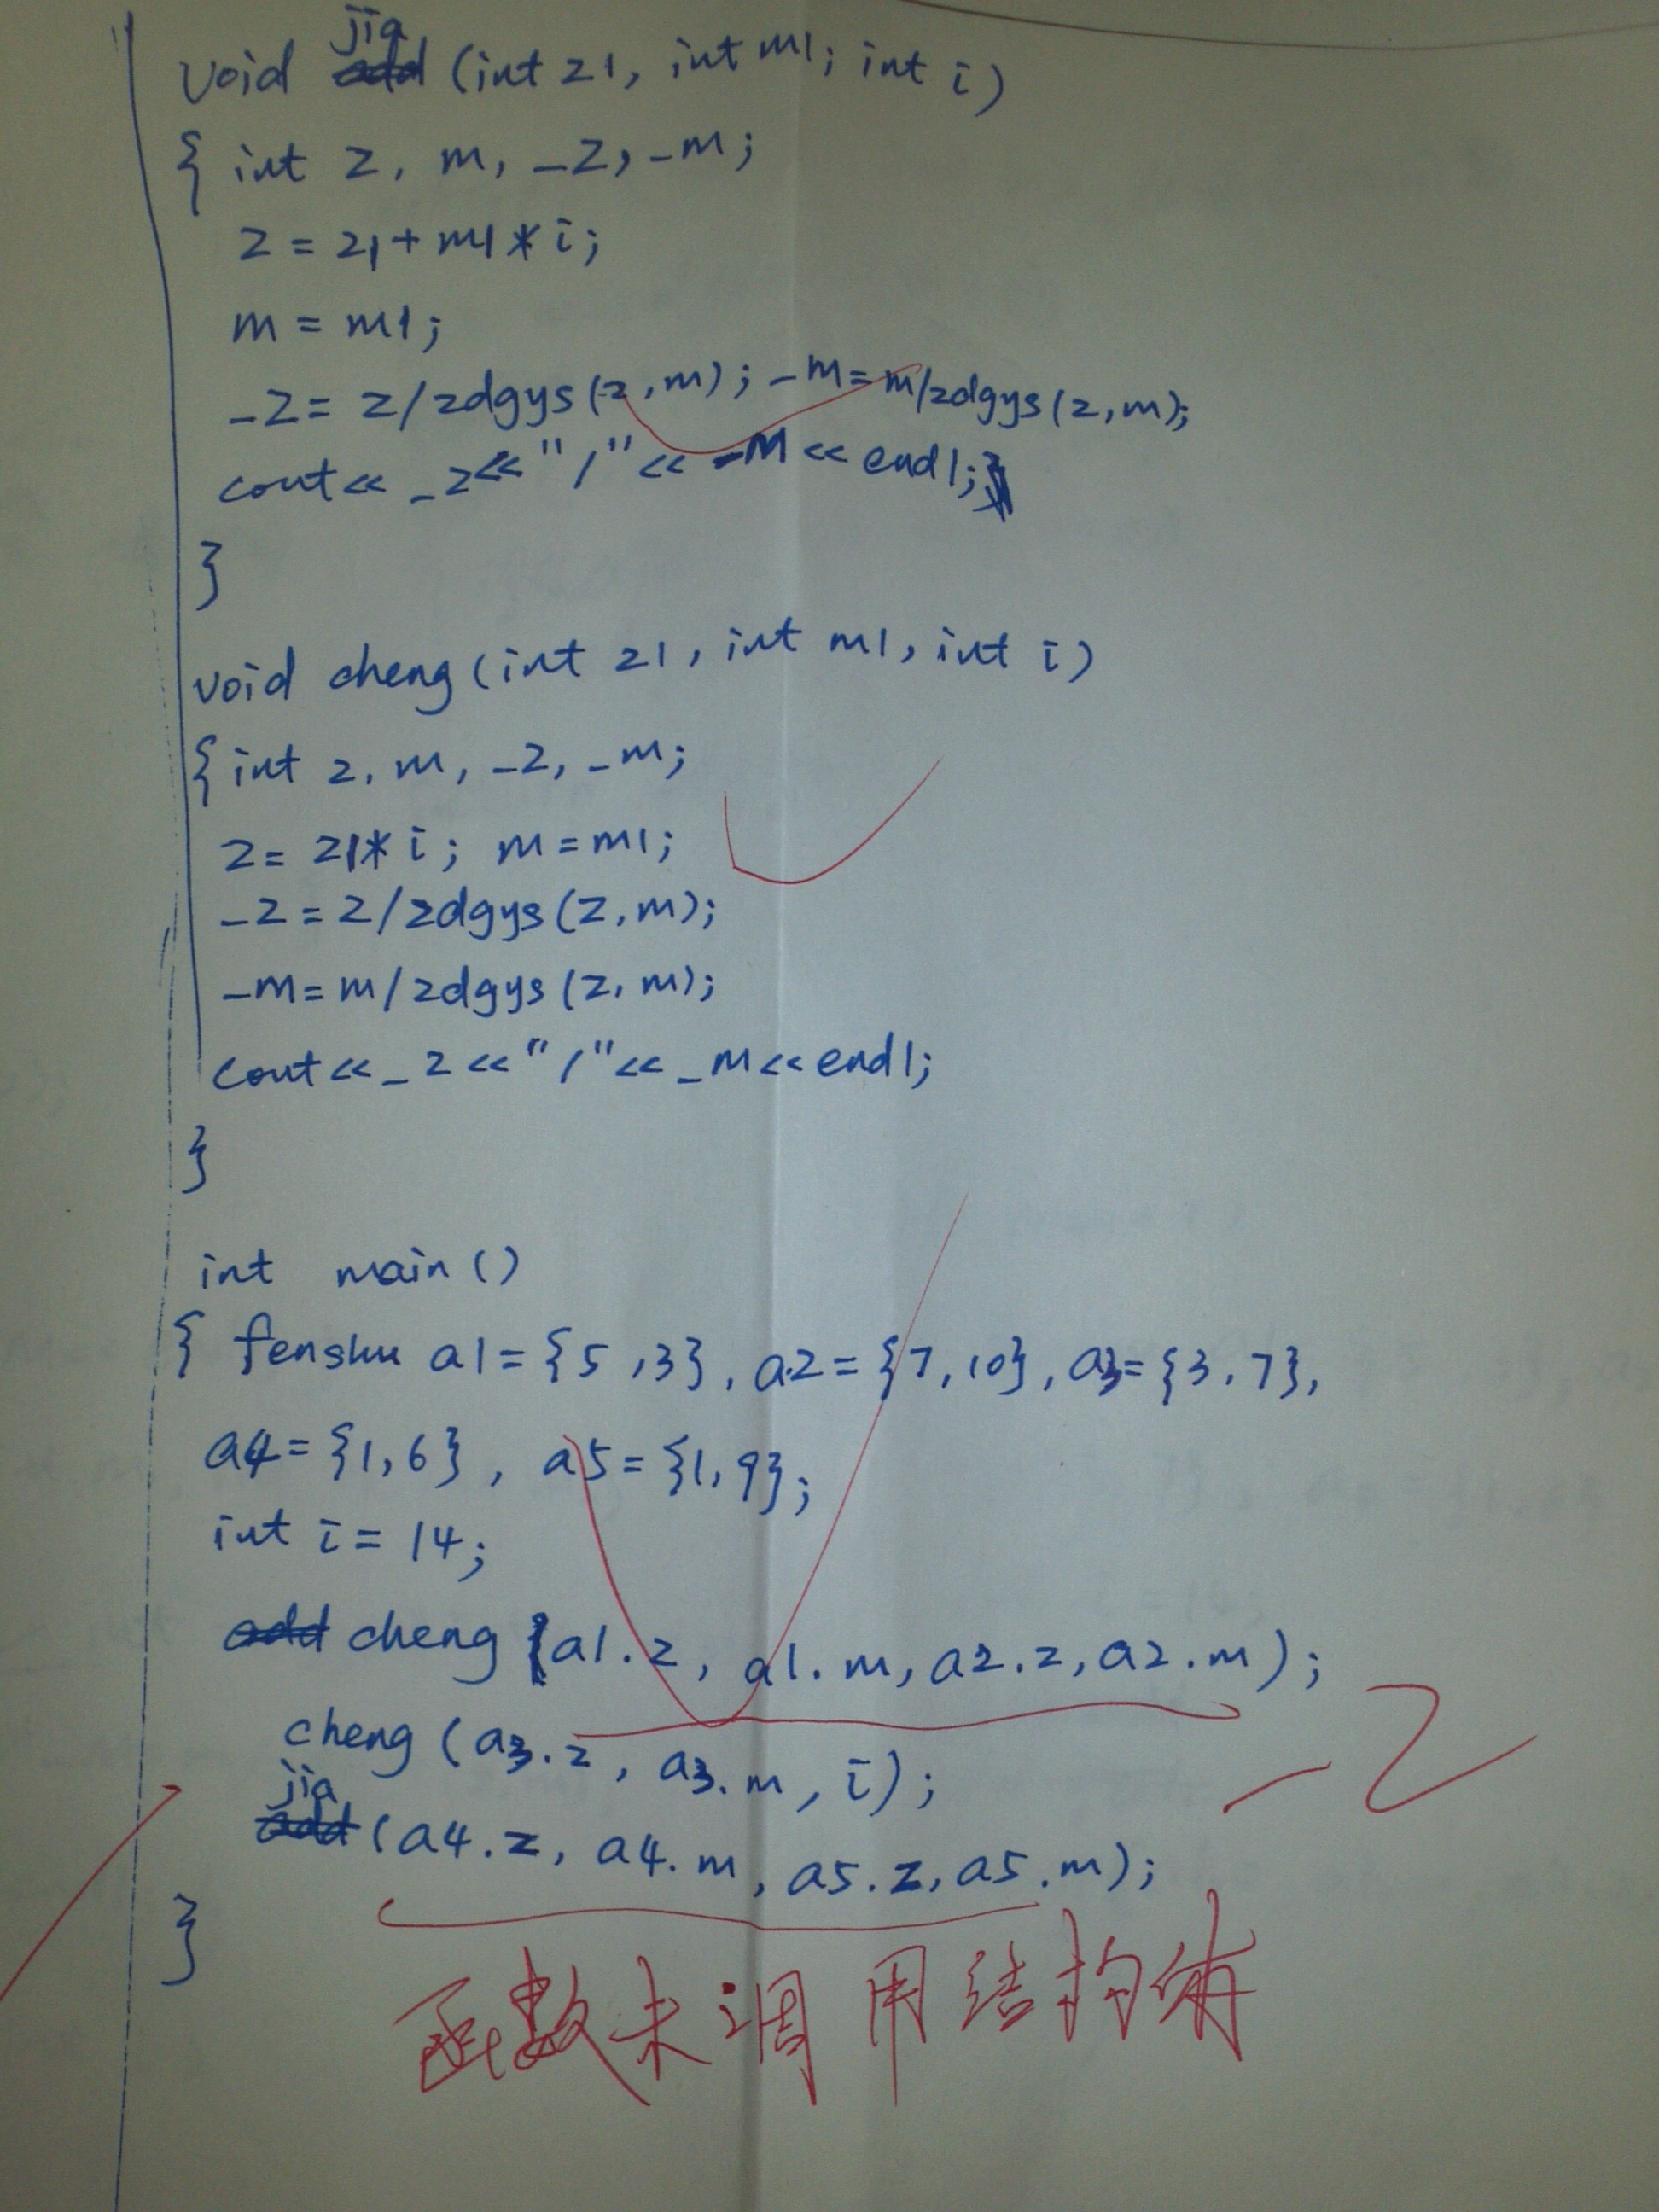 void jia (int z1, int m1; int i)
{ int z, m, _z, _m;
z = z1 + m1 * i;
m = m1;
_z = z/zdgys(z,m); _m = m/zdgys(z,m);
cout<< _z<<"/"<< _m << endl;
}
void cheng (int z1, int m1, int i)
{ int z, m, _z, _m;
z = z1* i; m = m1;
_z = z/zdgys(z,m);
_m = m/zdgys(z,m);
cout<< _z <<"/"<< _m<<endl;
}
int main ()
{ fenshu a1 = {5,3}, a2 = {7,10}, a3 = {3,7},
a4 = {1,6}, a5 = {1,9};
int i = 14;
cheng (a1.z, a1.m, a2.z, a2.m);
cheng (a3.z, a3.m, i);
-2
jia (a4.z, a4.m, a5.z, a5.m);
}
函数未调用结构体